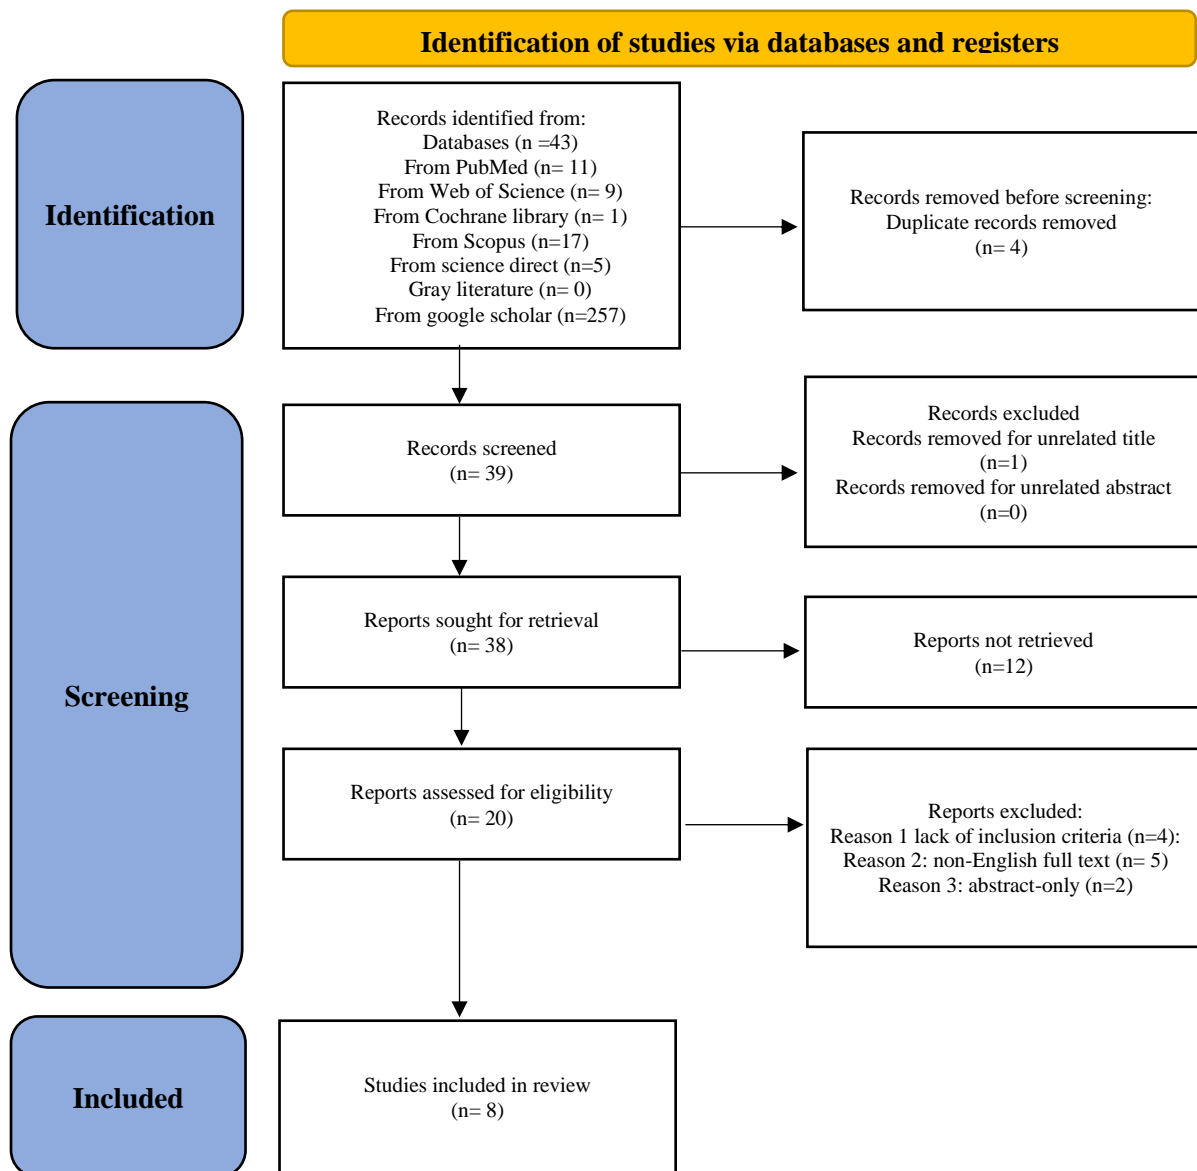 Identification of studies via databases and registers
Identification
Records identified from:
Databases (n =43)
From PubMed (n= 11)
From Web of Science (n= 9)
From Cochrane library (n= 1)
From Scopus (n=17)
From science direct (n=5)
Gray literature (n= 0)
From google scholar (n=257)
Records removed before screening:
Duplicate records removed
(n= 4)
Screening
Records screened
(n= 39)
Records excluded
Records removed for unrelated title
(n=1)
Records removed for unrelated abstract
(n=0)
Reports sought for retrieval
(n= 38)
Reports not retrieved
(n=12)
Reports assessed for eligibility
(n= 20)
Reports excluded:
Reason 1 lack of inclusion criteria (n=4):
Reason 2: non-English full text (n= 5)
Reason 3: abstract-only (n=2)
Included
Studies included in review
(n= 8)